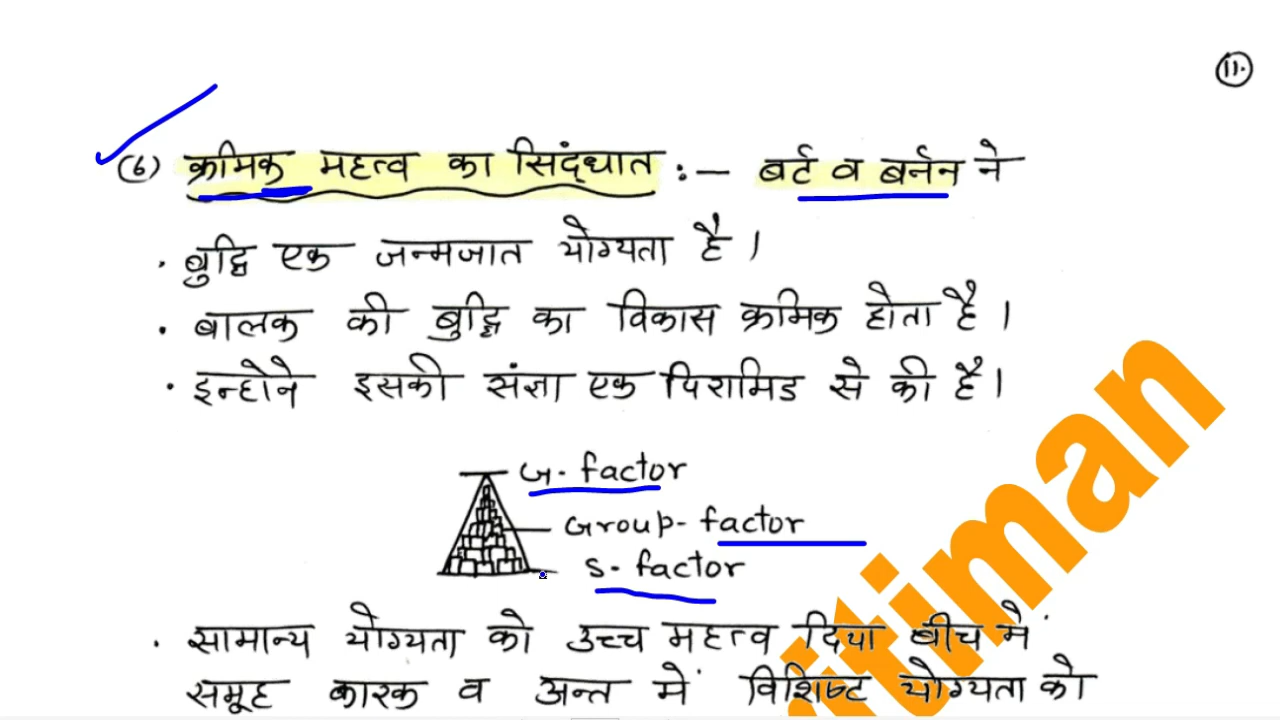 11.
(6) क्रमिक महत्व का सिद्धांत :- बर्ट व बर्नन ने
• बुद्धि एक जन्मजात योग्यता है।
• बालक की बुद्धि का विकास क्रमिक होता है।
• इन्होने इसकी संज्ञा एक पिरामिड से की है।
G- factor
Group- factor
S- factor
• सामान्य योग्यता को उच्च महत्व दिया बीच में
समूह कारक व अन्त में विशिष्ट योग्यता को